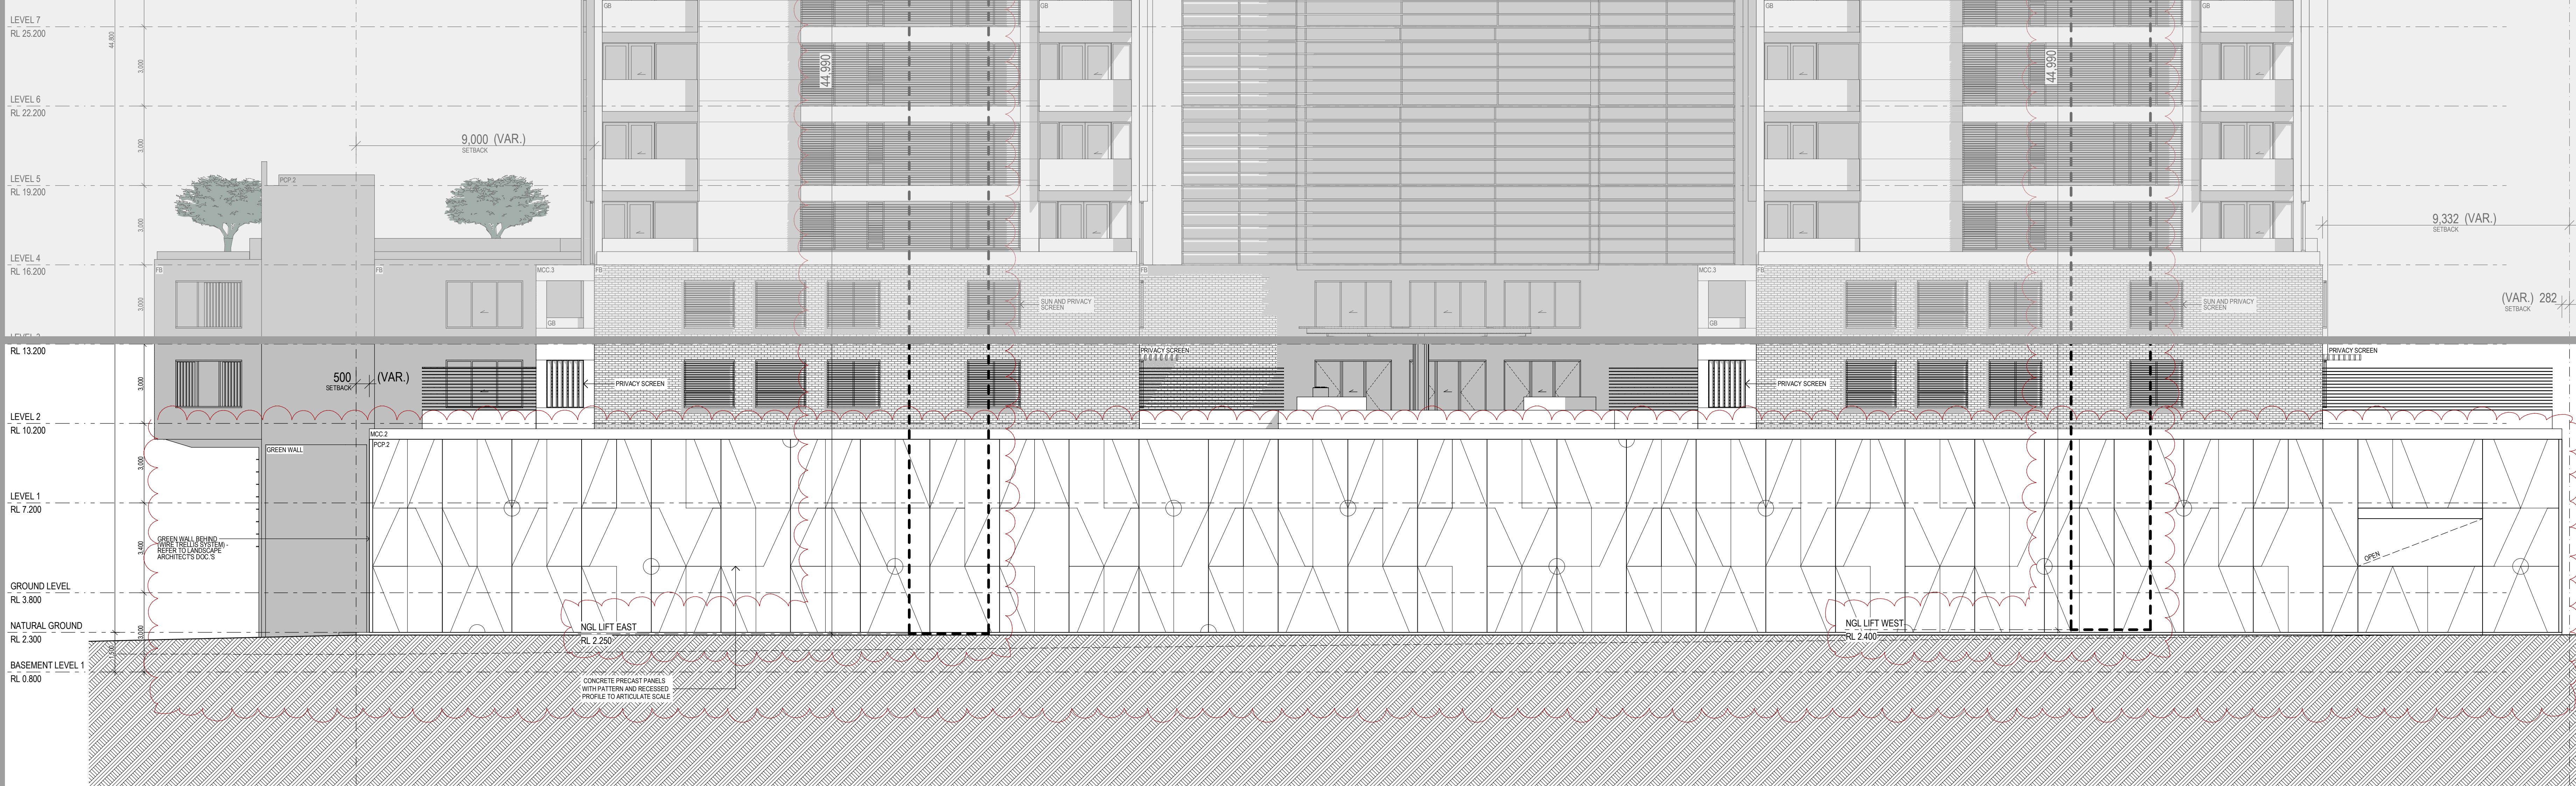 LEVEL 7
RL 25.200
LEVEL 6
RL 22.200
LEVEL 5
RL 19.200
LEVEL 4
RL 16.200
RL 13.200
LEVEL 2
RL 10.200
LEVEL 1
RL 7.200
GROUND LEVEL
RL 3.800
NATURAL GROUND
RL 2.300
BASEMENT LEVEL 1
RL 0.800
44,800
3,000
3,000
3,000
3,000
3,000
3,000
3,400
3,000
1,500
9,000 (VAR.)
SETBACK
PCP.2
FB
FB
MCC.3
FB
GB
GB
GB
44,990
SUN AND PRIVACY
SCREEN
FB
MCC.3
FB
GB
GB
GB
44,990
SUN AND PRIVACY
SCREEN
9,332 (VAR.)
SETBACK
(VAR.) 282
SETBACK
500 (VAR.)
SETBACK
PRIVACY SCREEN
PRIVACY SCREEN
PRIVACY SCREEN
PRIVACY SCREEN
MCC.2
PCP.2
GREEN WALL
GREEN WALL BEHIND
(WIRE TRELLIS SYSTEM) -
REFER TO LANDSCAPE
ARCHITECT'S DOC.'S
OPEN
NGL LIFT EAST
RL 2.250
NGL LIFT WEST
RL 2.400
CONCRETE PRECAST PANELS
WITH PATTERN AND RECESSED
PROFILE TO ARTICULATE SCALE